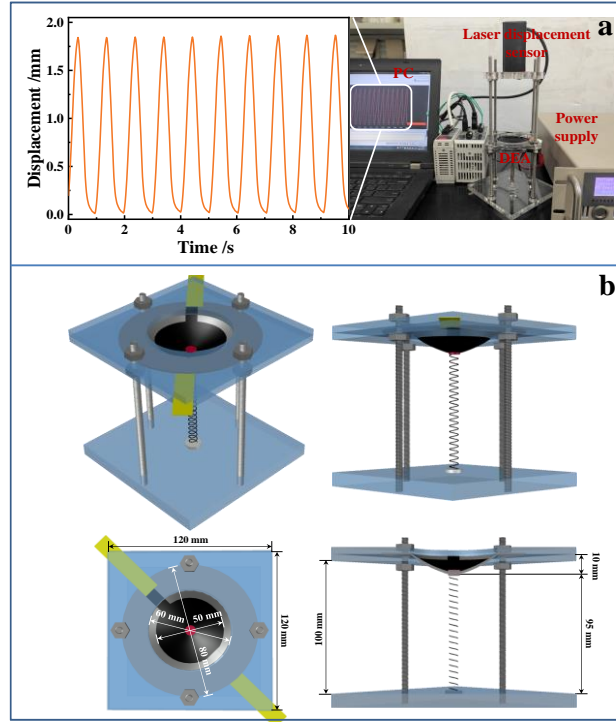 a
2.0
1.5
1.0
0.5
0.0
Displacement /mm
0
2
4
6
8
10
Time /s
Laser displacement
sensor
PC
Power
supply
DEA
b
120 mm
120 mm
60 mm
50 mm
80 mm
100 mm
10 mm
95 mm